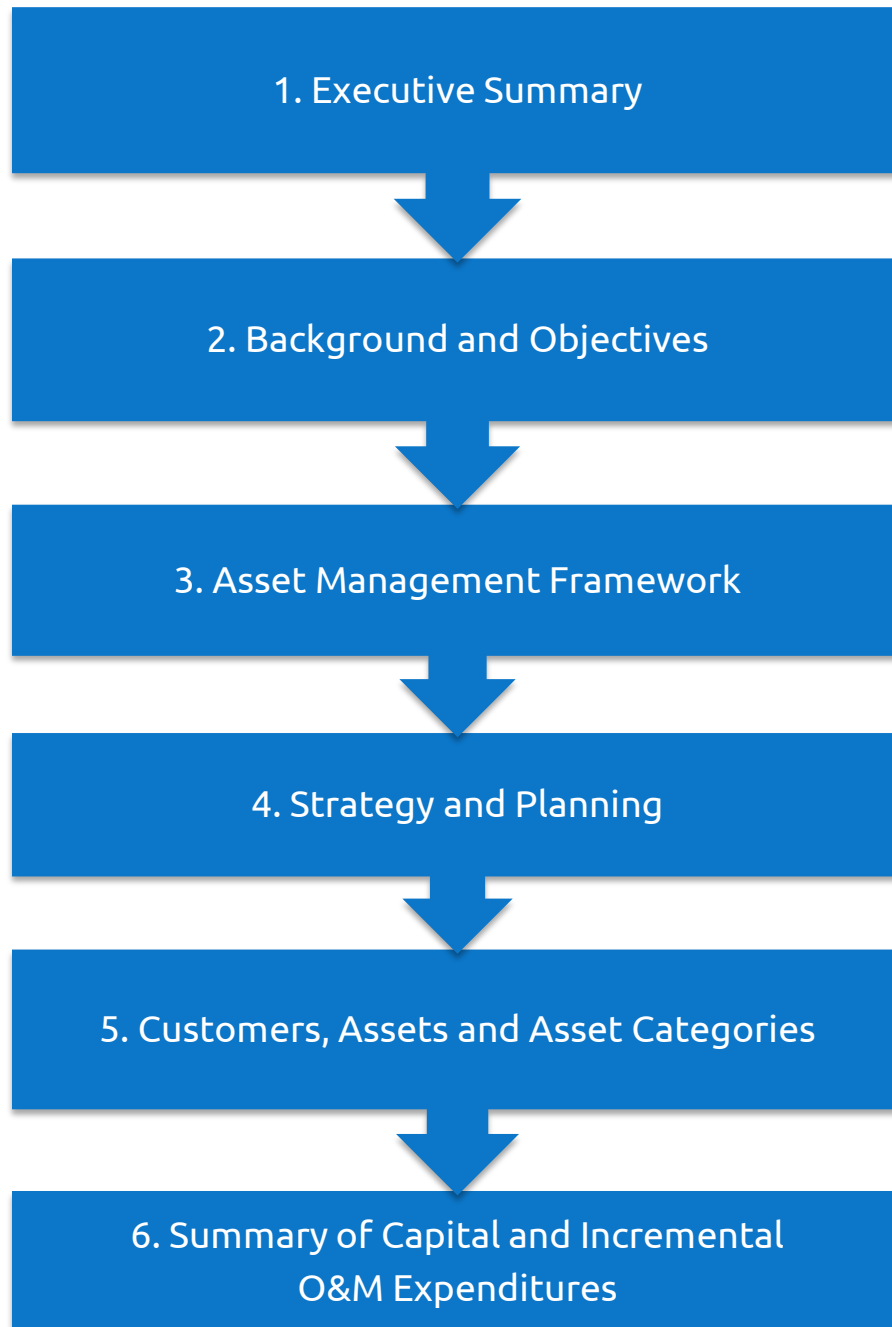 1. Executive Summary
2. Background and Objectives
3. Asset Management Framework
4. Strategy and Planning
5. Customers, Assets and Asset Categories
6. Summary of Capital and Incremental
O&M Expenditures